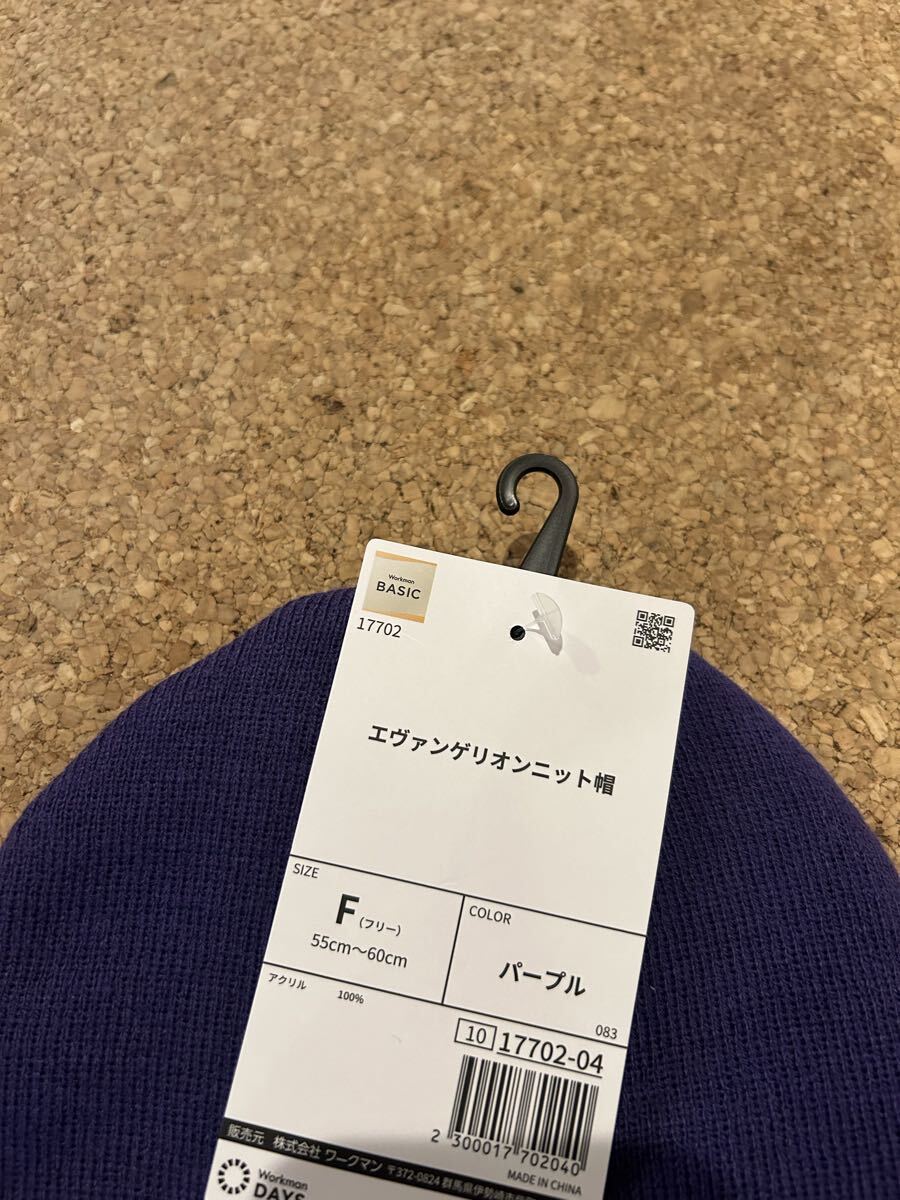 Workman
BASIC
17702
エヴァンゲリオンニット帽
SIZE
F (フリー)
55cm〜60cm
COLOR
パープル
アクリル 100%
083
10 17702-04
2 300017 702040
MADE IN CHINA
販売元 株式会社 ワークマン 〒372-0824 群馬県伊勢崎市
Workman
DAYS